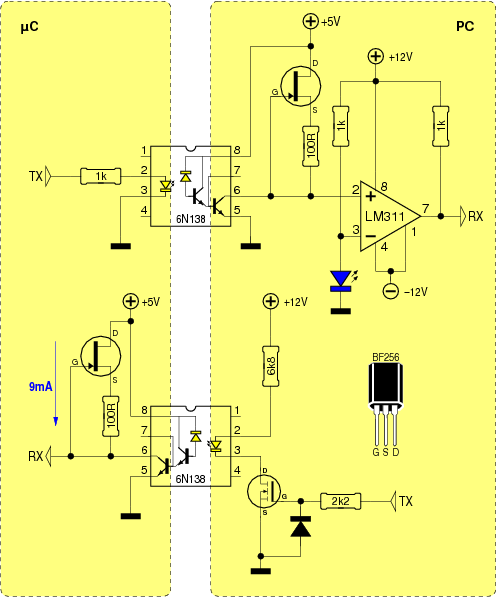 µC
PC
+5V
+12V
D
G
S
100R
1k
1k
1
2
3
4
8
7
6
5
6N138
TX
1k
2
3
8
7
1
4
LM311
RX
−12V
+5V
+12V
D
G
S
9mA
100R
6k8
BF256
G S D
8
7
6
5
1
2
3
4
6N138
RX
D
G
S
2k2
TX